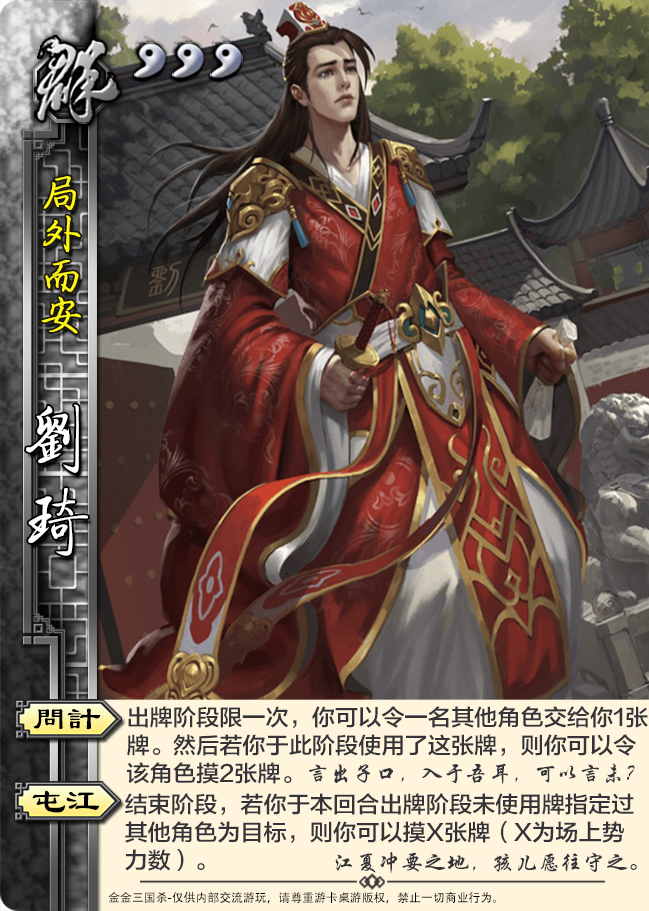 群
局外而安
劉琦
劉
問計
出牌阶段限一次，你可以令一名其他角色交给你1张
牌。然后若你于此阶段使用了这张牌，则你可以令
该角色摸2张牌。言出子口，入于吾耳，可以言未？
屯江
结束阶段，若你于本回合出牌阶段未使用牌指定过
其他角色为目标，则你可以摸X张牌（X为场上势
力数）。江夏冲要之地，孩儿愿往守之。
金金三国杀-仅供内部交流游玩，请尊重游卡桌游版权，禁止一切商业行为。